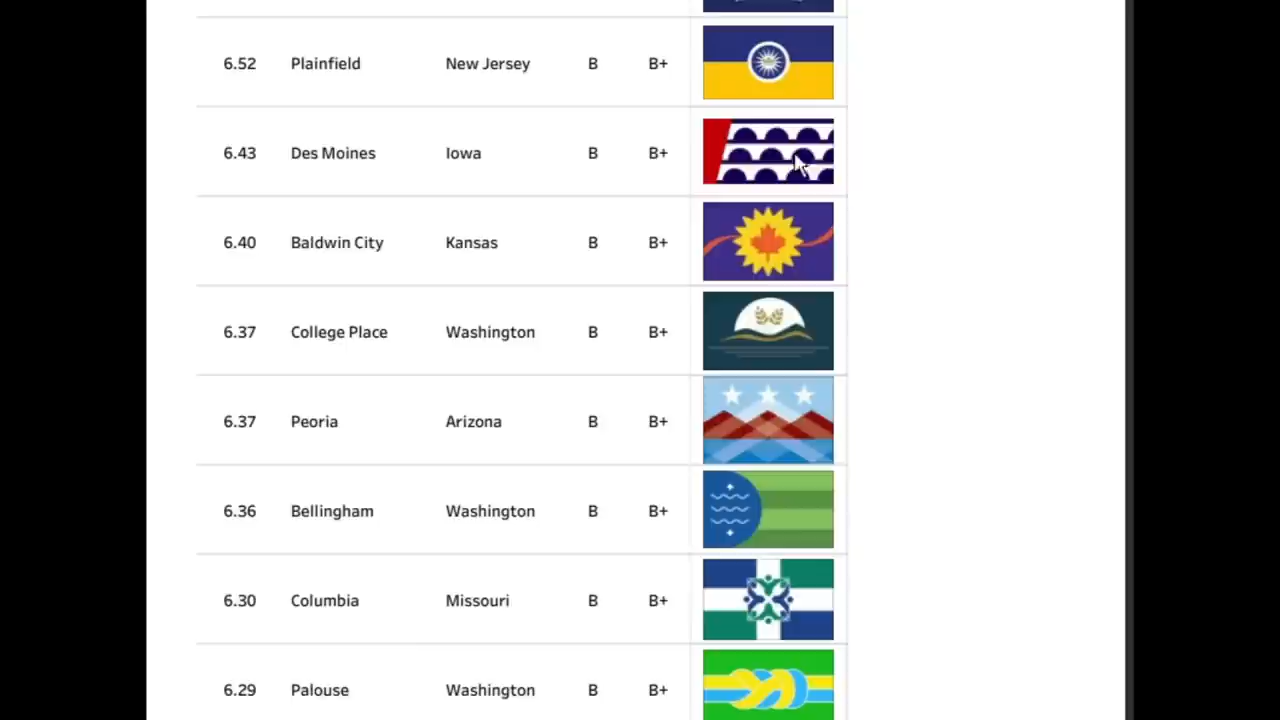 6.52 Plainfield New Jersey B B+
6.43 Des Moines Iowa B B+
6.40 Baldwin City Kansas B B+
6.37 College Place Washington B B+
6.37 Peoria Arizona B B+
6.36 Bellingham Washington B B+
6.30 Columbia Missouri B B+
6.29 Palouse Washington B B+